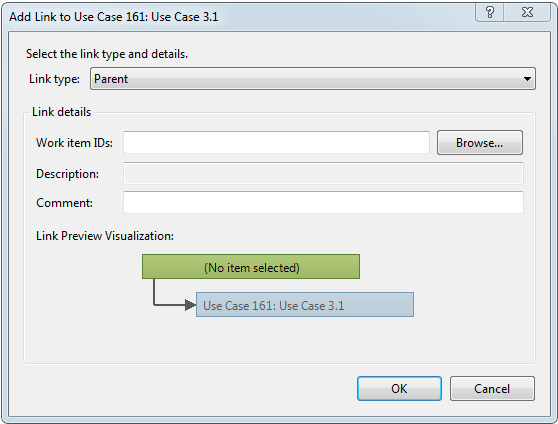 Add Link to Use Case 161: Use Case 3.1
?
Select the link type and details.
Link type: Parent
Link details
Work item IDs: Browse...
Description:
Comment:
Link Preview Visualization:
(No item selected)
Use Case 161: Use Case 3.1
OK Cancel